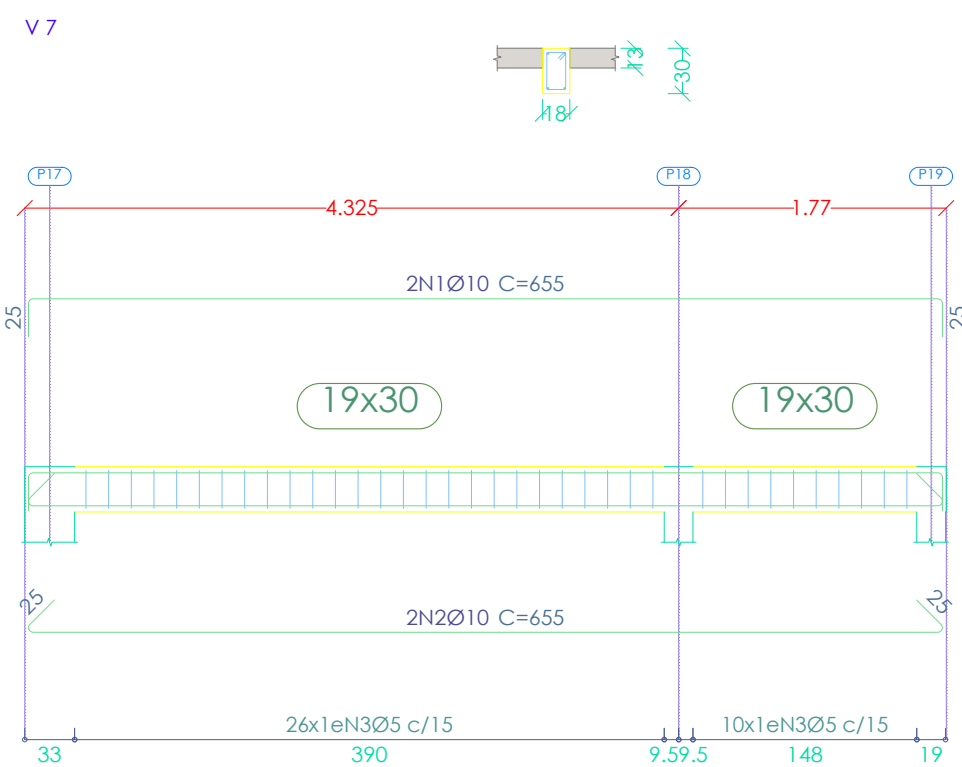 V 7
13
30
18
P17 P18 P19
4.325 1.77
2N1Ø10 C=655
25 25
19x30 19x30
25 25
2N2Ø10 C=655
26x1eN3Ø5 c/15 10x1eN3Ø5 c/15
33 390 9.59.5 148 19